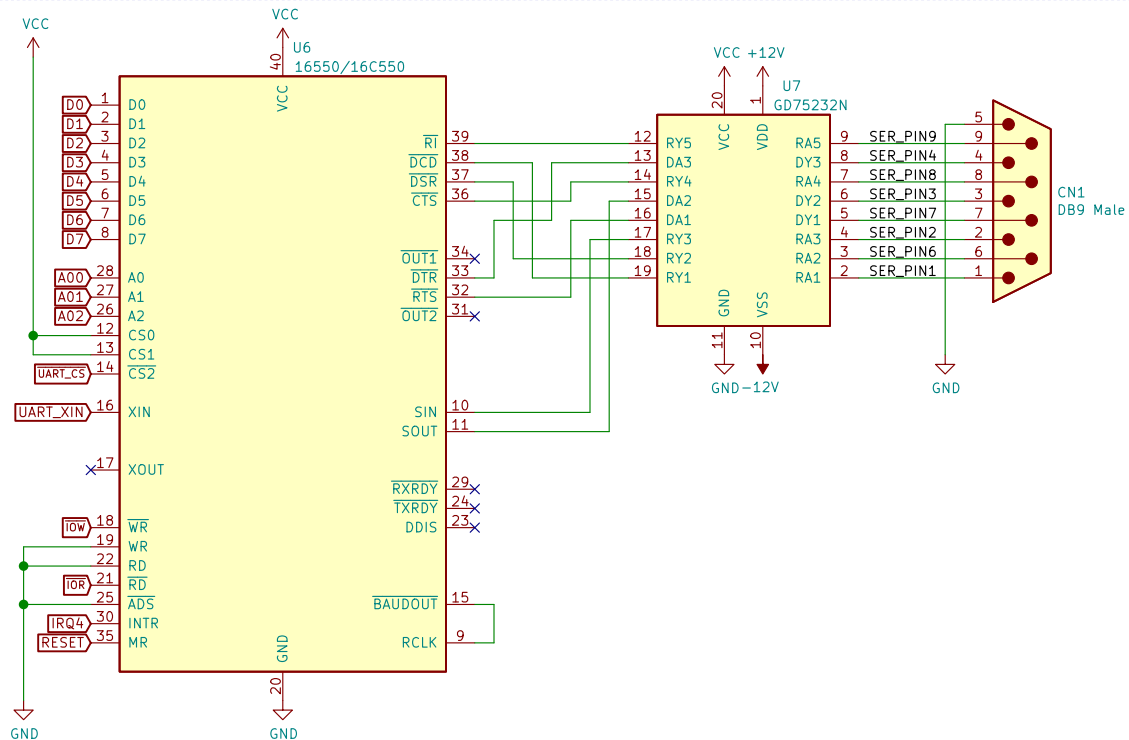 VCC
VCC
40
U6
16550/16C550
VCC
D0 1 D0
D1 2 D1
D2 3 D2
D3 4 D3
D4 5 D4
D5 6 D5
D6 7 D6
D7 8 D7
A00 28 A0
A01 27 A1
A02 26 A2
12 CS0
13 CS1
UART_CS 14 CS2
UART_XIN 16 XIN
17 XOUT
IOW 18 WR
19 WR
22 RD
IOR 21 RD
25 ADS
IRQ4 30 INTR
RESET 35 MR
RI 39
DCD 38
DSR 37
CTS 36
OUT1 34
DTR 33
RTS 32
OUT2 31
SIN 10
SOUT 11
RXRDY 29
TXRDY 24
DDIS 23
BAUDOUT 15
RCLK 9
GND
20
GND
GND
VCC +12V
20 1
U7
GD75232N
VCC VDD
12 RY5
13 DA3
14 RY4
15 DA2
16 DA1
17 RY3
18 RY2
19 RY1
RA5 9 SER_PIN9
DY3 8 SER_PIN4
RA4 7 SER_PIN8
DY2 6 SER_PIN3
DY1 5 SER_PIN7
RA3 4 SER_PIN2
RA2 3 SER_PIN6
RA1 2 SER_PIN1
GND VSS
11 10
GND -12V
5
9
4
8
3
7
2
6
1
CN1
DB9 Male
GND